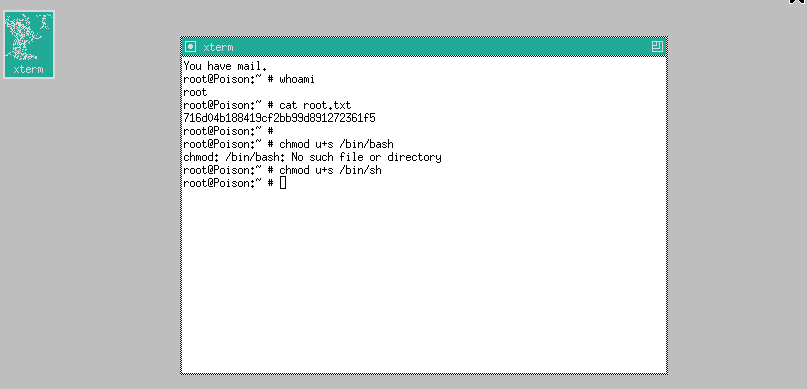 xterm
xterm
You have mail.
root@Poison:~ # whoami
root
root@Poison:~ # cat root.txt
716d04b188419cf2bb99d891272361f5
root@Poison:~ #
root@Poison:~ # chmod u+s /bin/bash
chmod: /bin/bash: No such file or directory
root@Poison:~ # chmod u+s /bin/sh
root@Poison:~ #